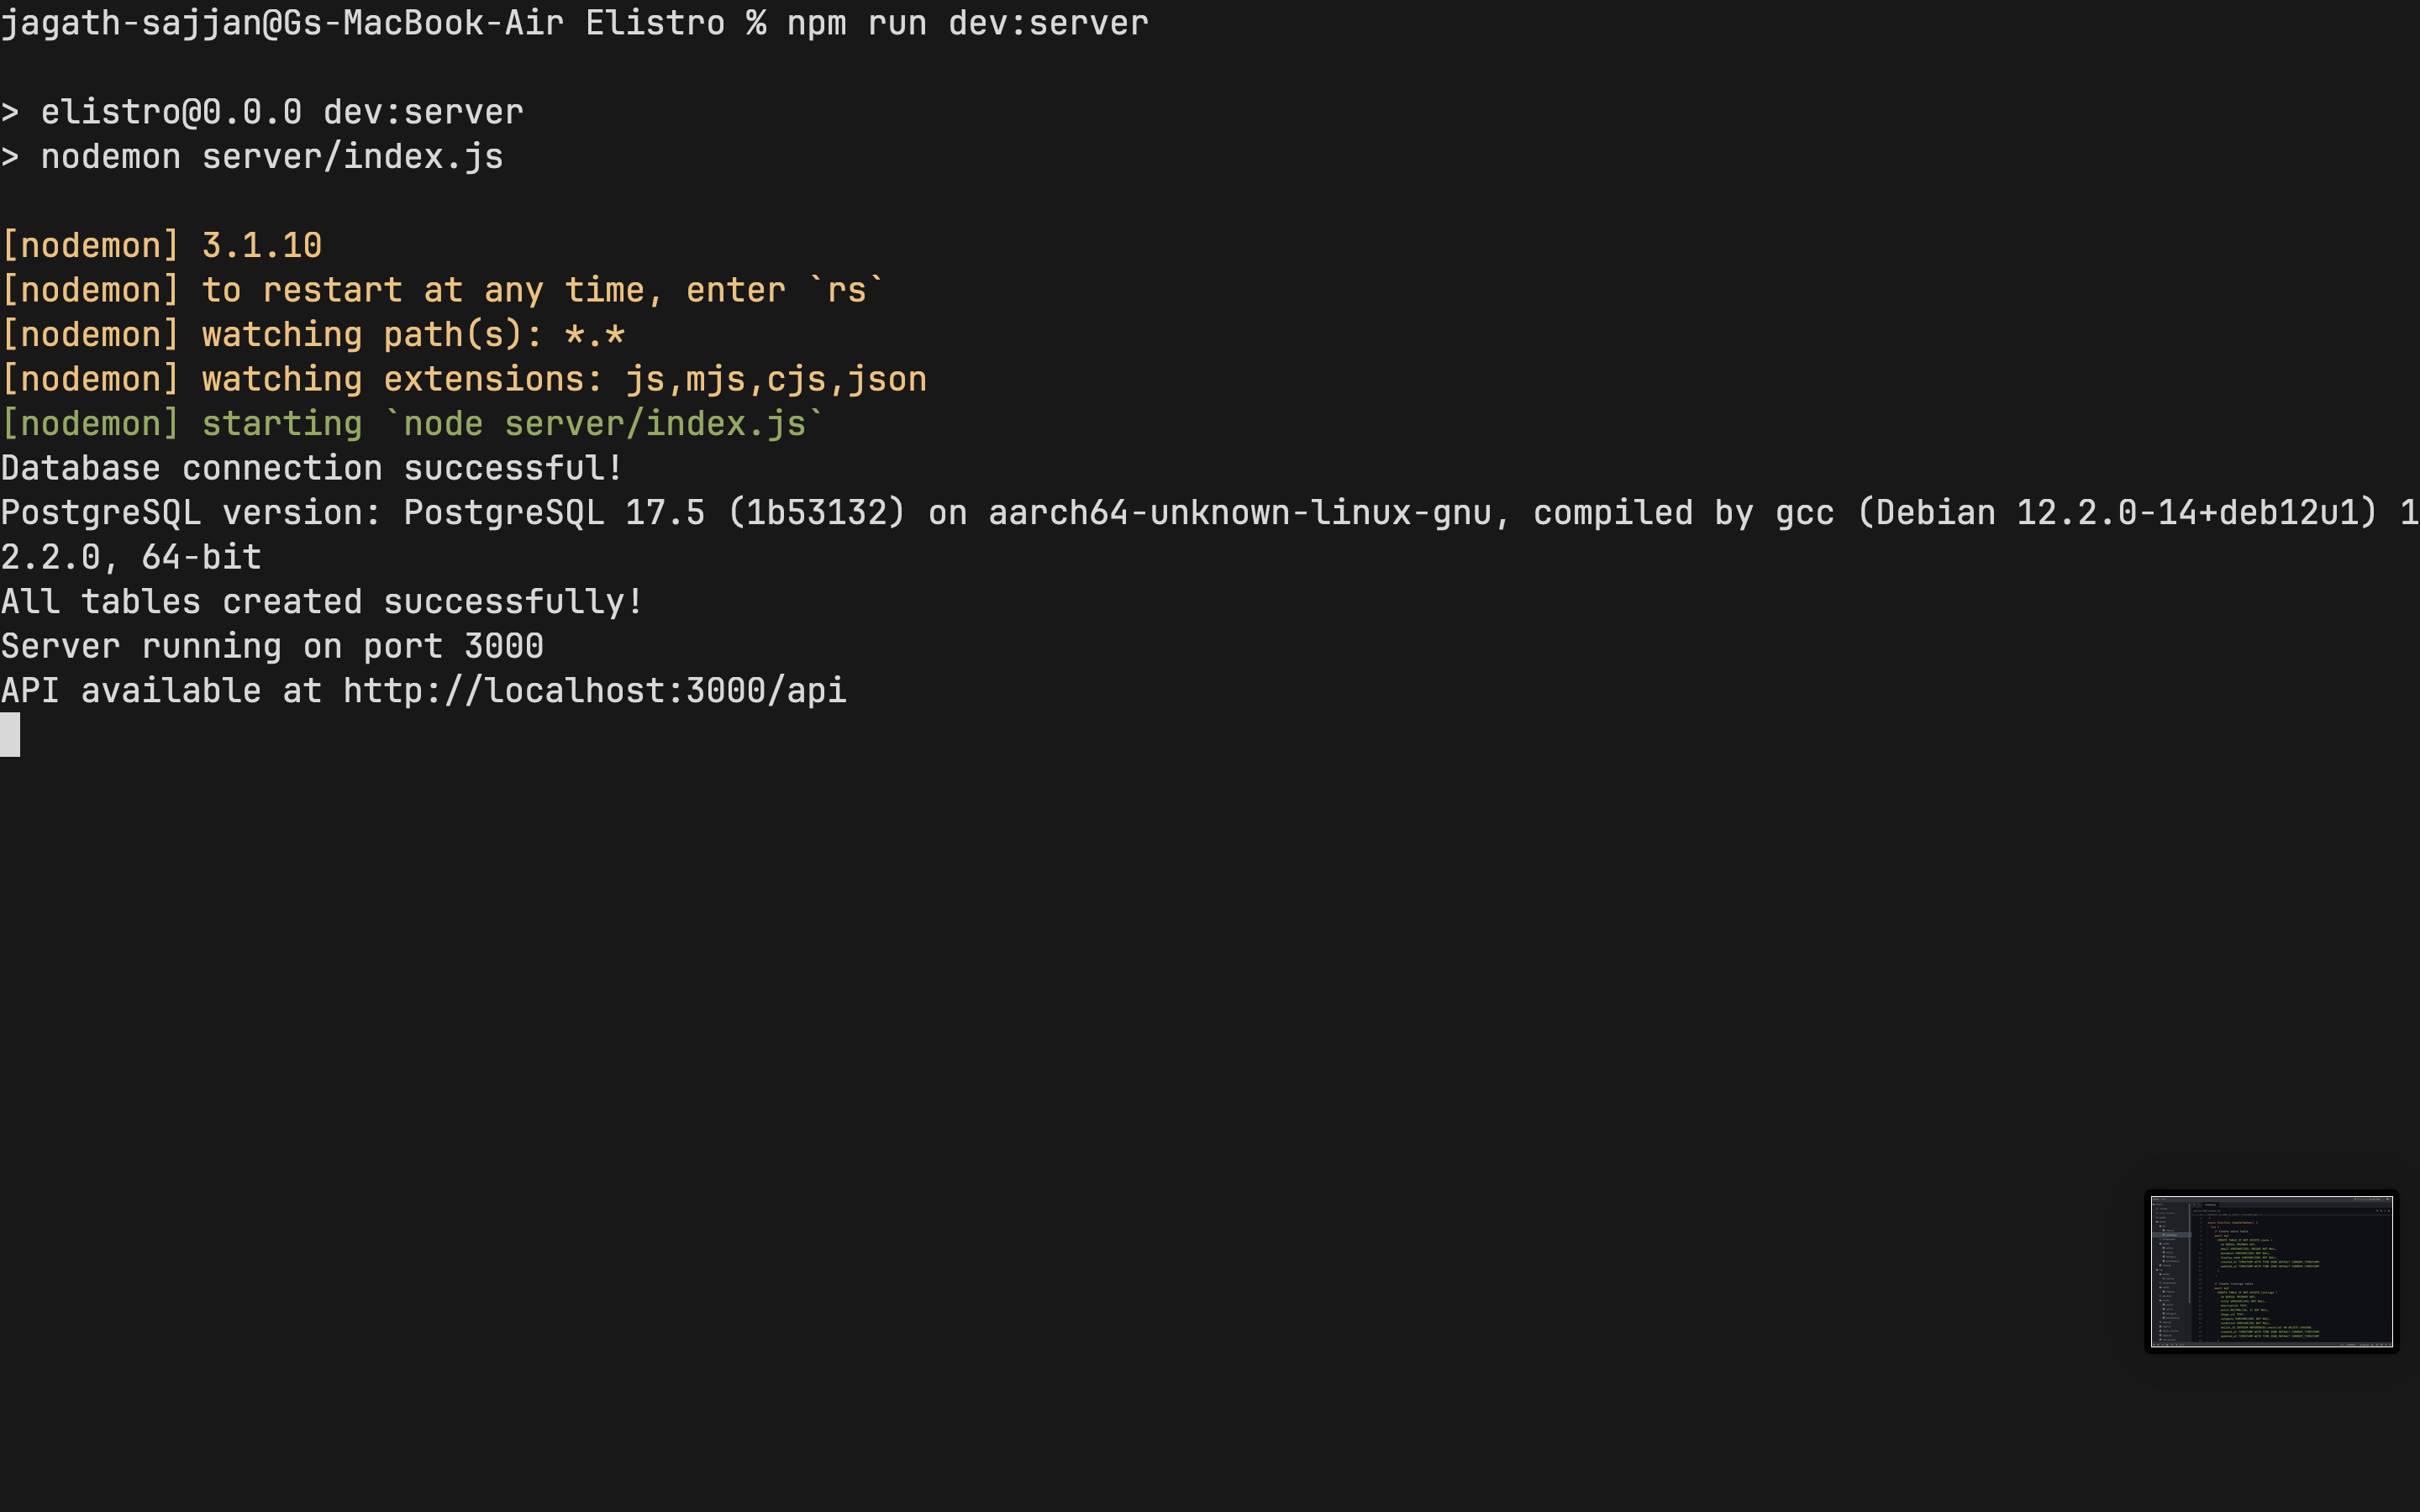 jagath-sajjan@Gs-MacBook-Air Elistro % npm run dev:server
> elistro@0.0.0 dev:server
> nodemon server/index.js
[nodemon] 3.1.10
[nodemon] to restart at any time, enter `rs`
[nodemon] watching path(s): *.*
[nodemon] watching extensions: js,mjs,cjs,json
[nodemon] starting `node server/index.js`
Database connection successful!
PostgreSQL version: PostgreSQL 17.5 (1b53132) on aarch64-unknown-linux-gnu, compiled by gcc (Debian 12.2.0-14+deb12u1) 1
2.2.0, 64-bit
All tables created successfully!
Server running on port 3000
API available at http://localhost:3000/api